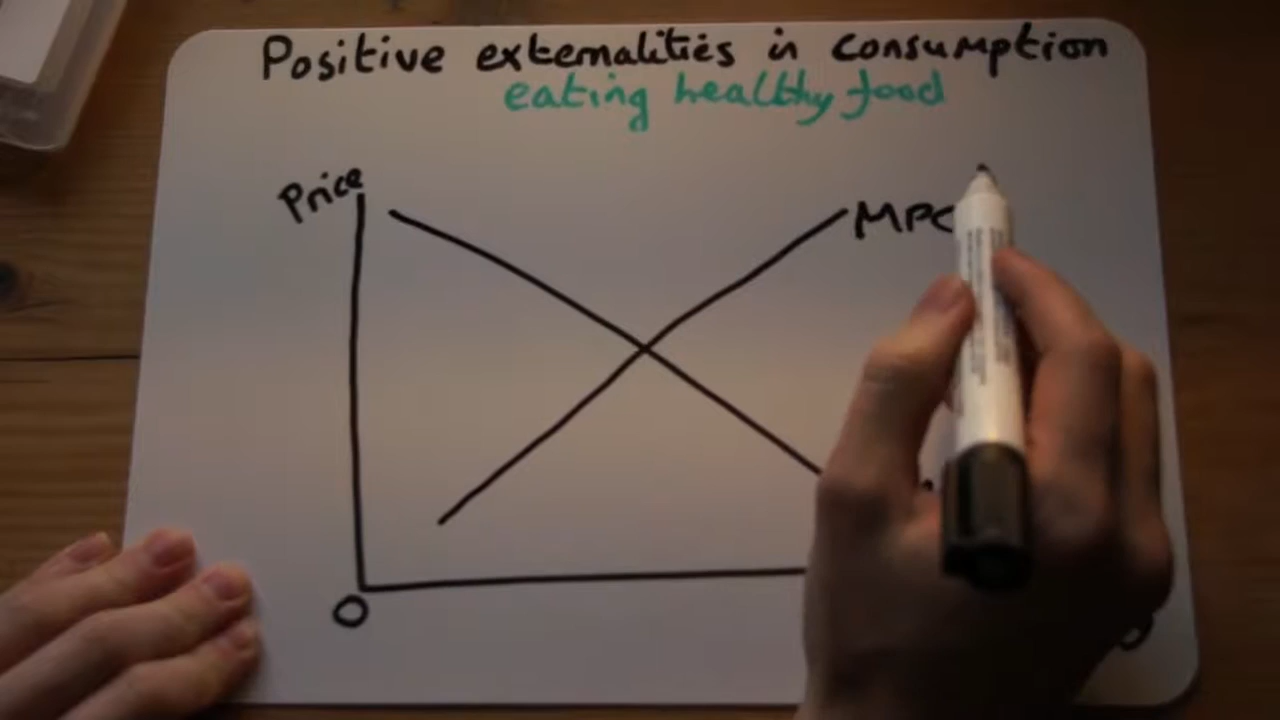 Positive externalities in consumption
eating healthy food
Price
MPC
O